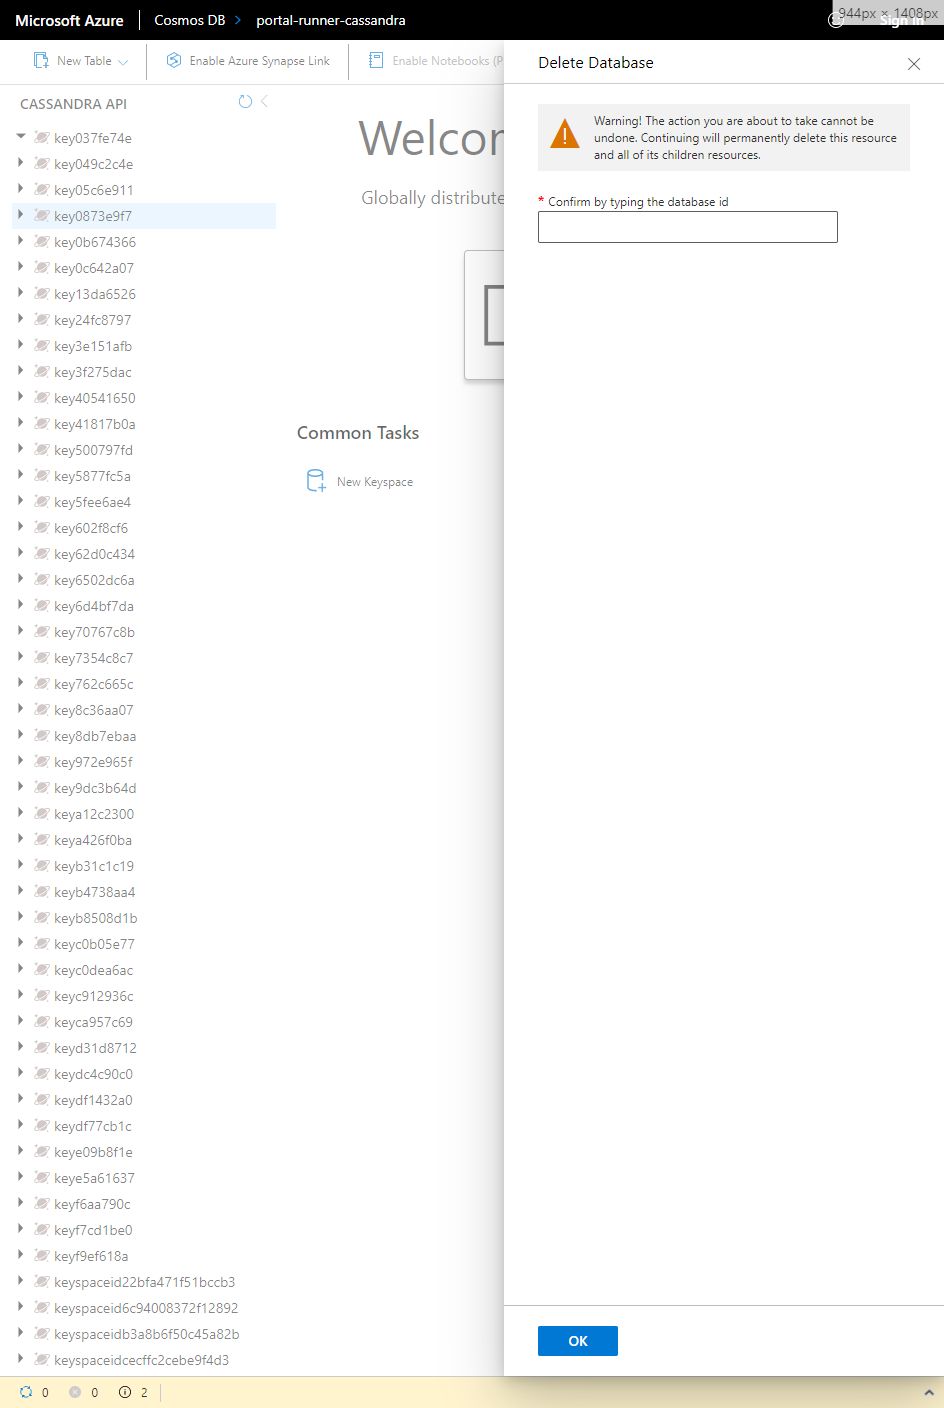 Microsoft Azure
Cosmos DB
portal-runner-cassandra
Sign In
944px × 1408px
New Table
Enable Azure Synapse Link
Enable Notebooks (P
CASSANDRA API
key037fe74e
key049c2c4e
key05c6e911
key0873e9f7
key0b674366
key0c642a07
key13da6526
key24fc8797
key3e151afb
key3f275dac
key40541650
key41817b0a
key500797fd
key5877fc5a
key5fee6ae4
key602f8cf6
key62d0c434
key6502dc6a
key6d4bf7da
key70767c8b
key7354c8c7
key762c665c
key8c36aa07
key8db7ebaa
key972e965f
key9dc3b64d
keya12c2300
keya426f0ba
keyb31c1c19
keyb4738aa4
keyb8508d1b
keyc0b05e77
keyc0dea6ac
keyc912936c
keyca957c69
keyd31d8712
keydc4c90c0
keydf1432a0
keydf77cb1c
keye09b8f1e
keye5a61637
keyf6aa790c
keyf7cd1be0
keyf9ef618a
keyspaceid22bfa471f51bccb3
keyspaceid6c94008372f12892
keyspaceidb3a8b6f50c45a82b
keyspaceidcecffc2cebe9f4d3
Welcom
Globally distribute
Common Tasks
New Keyspace
Delete Database
Warning! The action you are about to take cannot be
undone. Continuing will permanently delete this resource
and all of its children resources.
* Confirm by typing the database id
OK
0
0
2